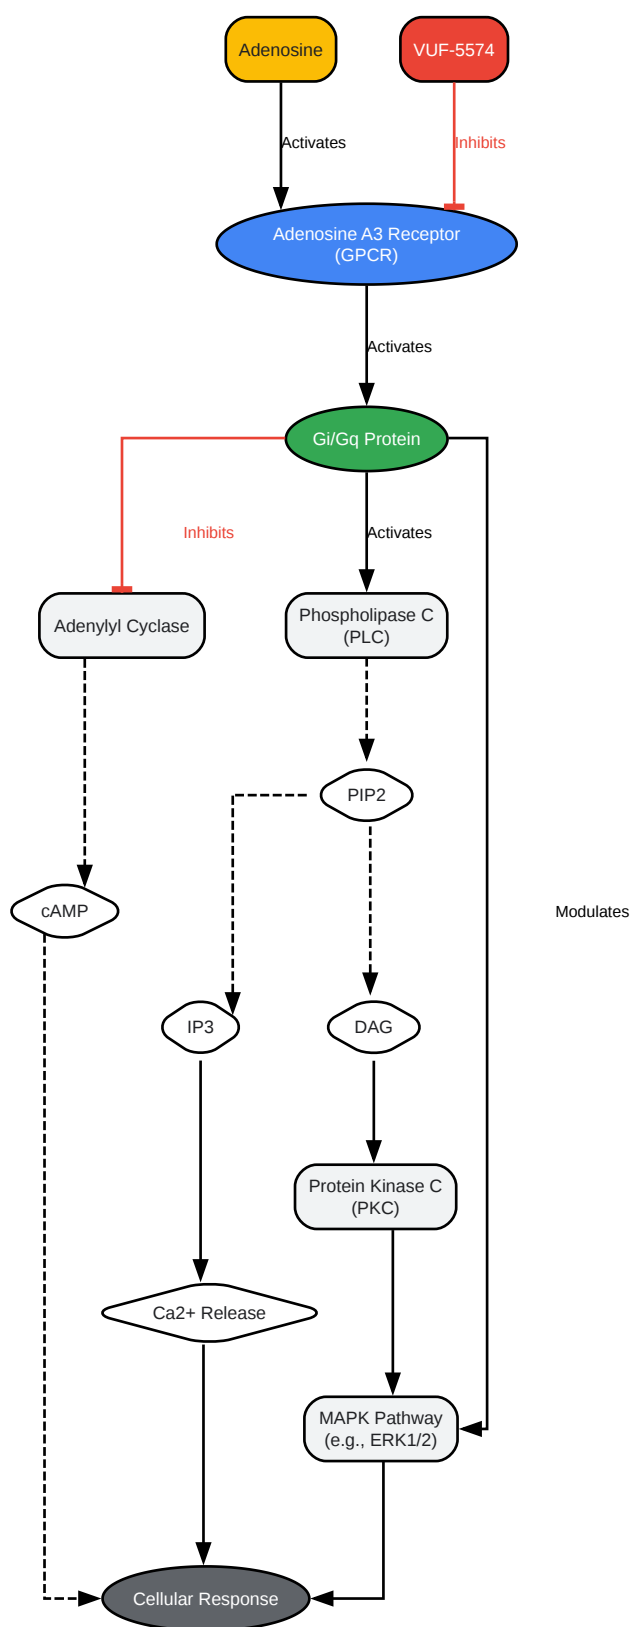 Adenosine
VUF-5574
Activates
Inhibits
Adenosine A3 Receptor
(GPCR)
Activates
Gi/Gq Protein
Inhibits
Activates
Adenylyl Cyclase
Phospholipase C
(PLC)
PIP2
cAMP
Modulates
IP3
DAG
Protein Kinase C
(PKC)
Ca2+ Release
MAPK Pathway
(e.g., ERK1/2)
Cellular Response